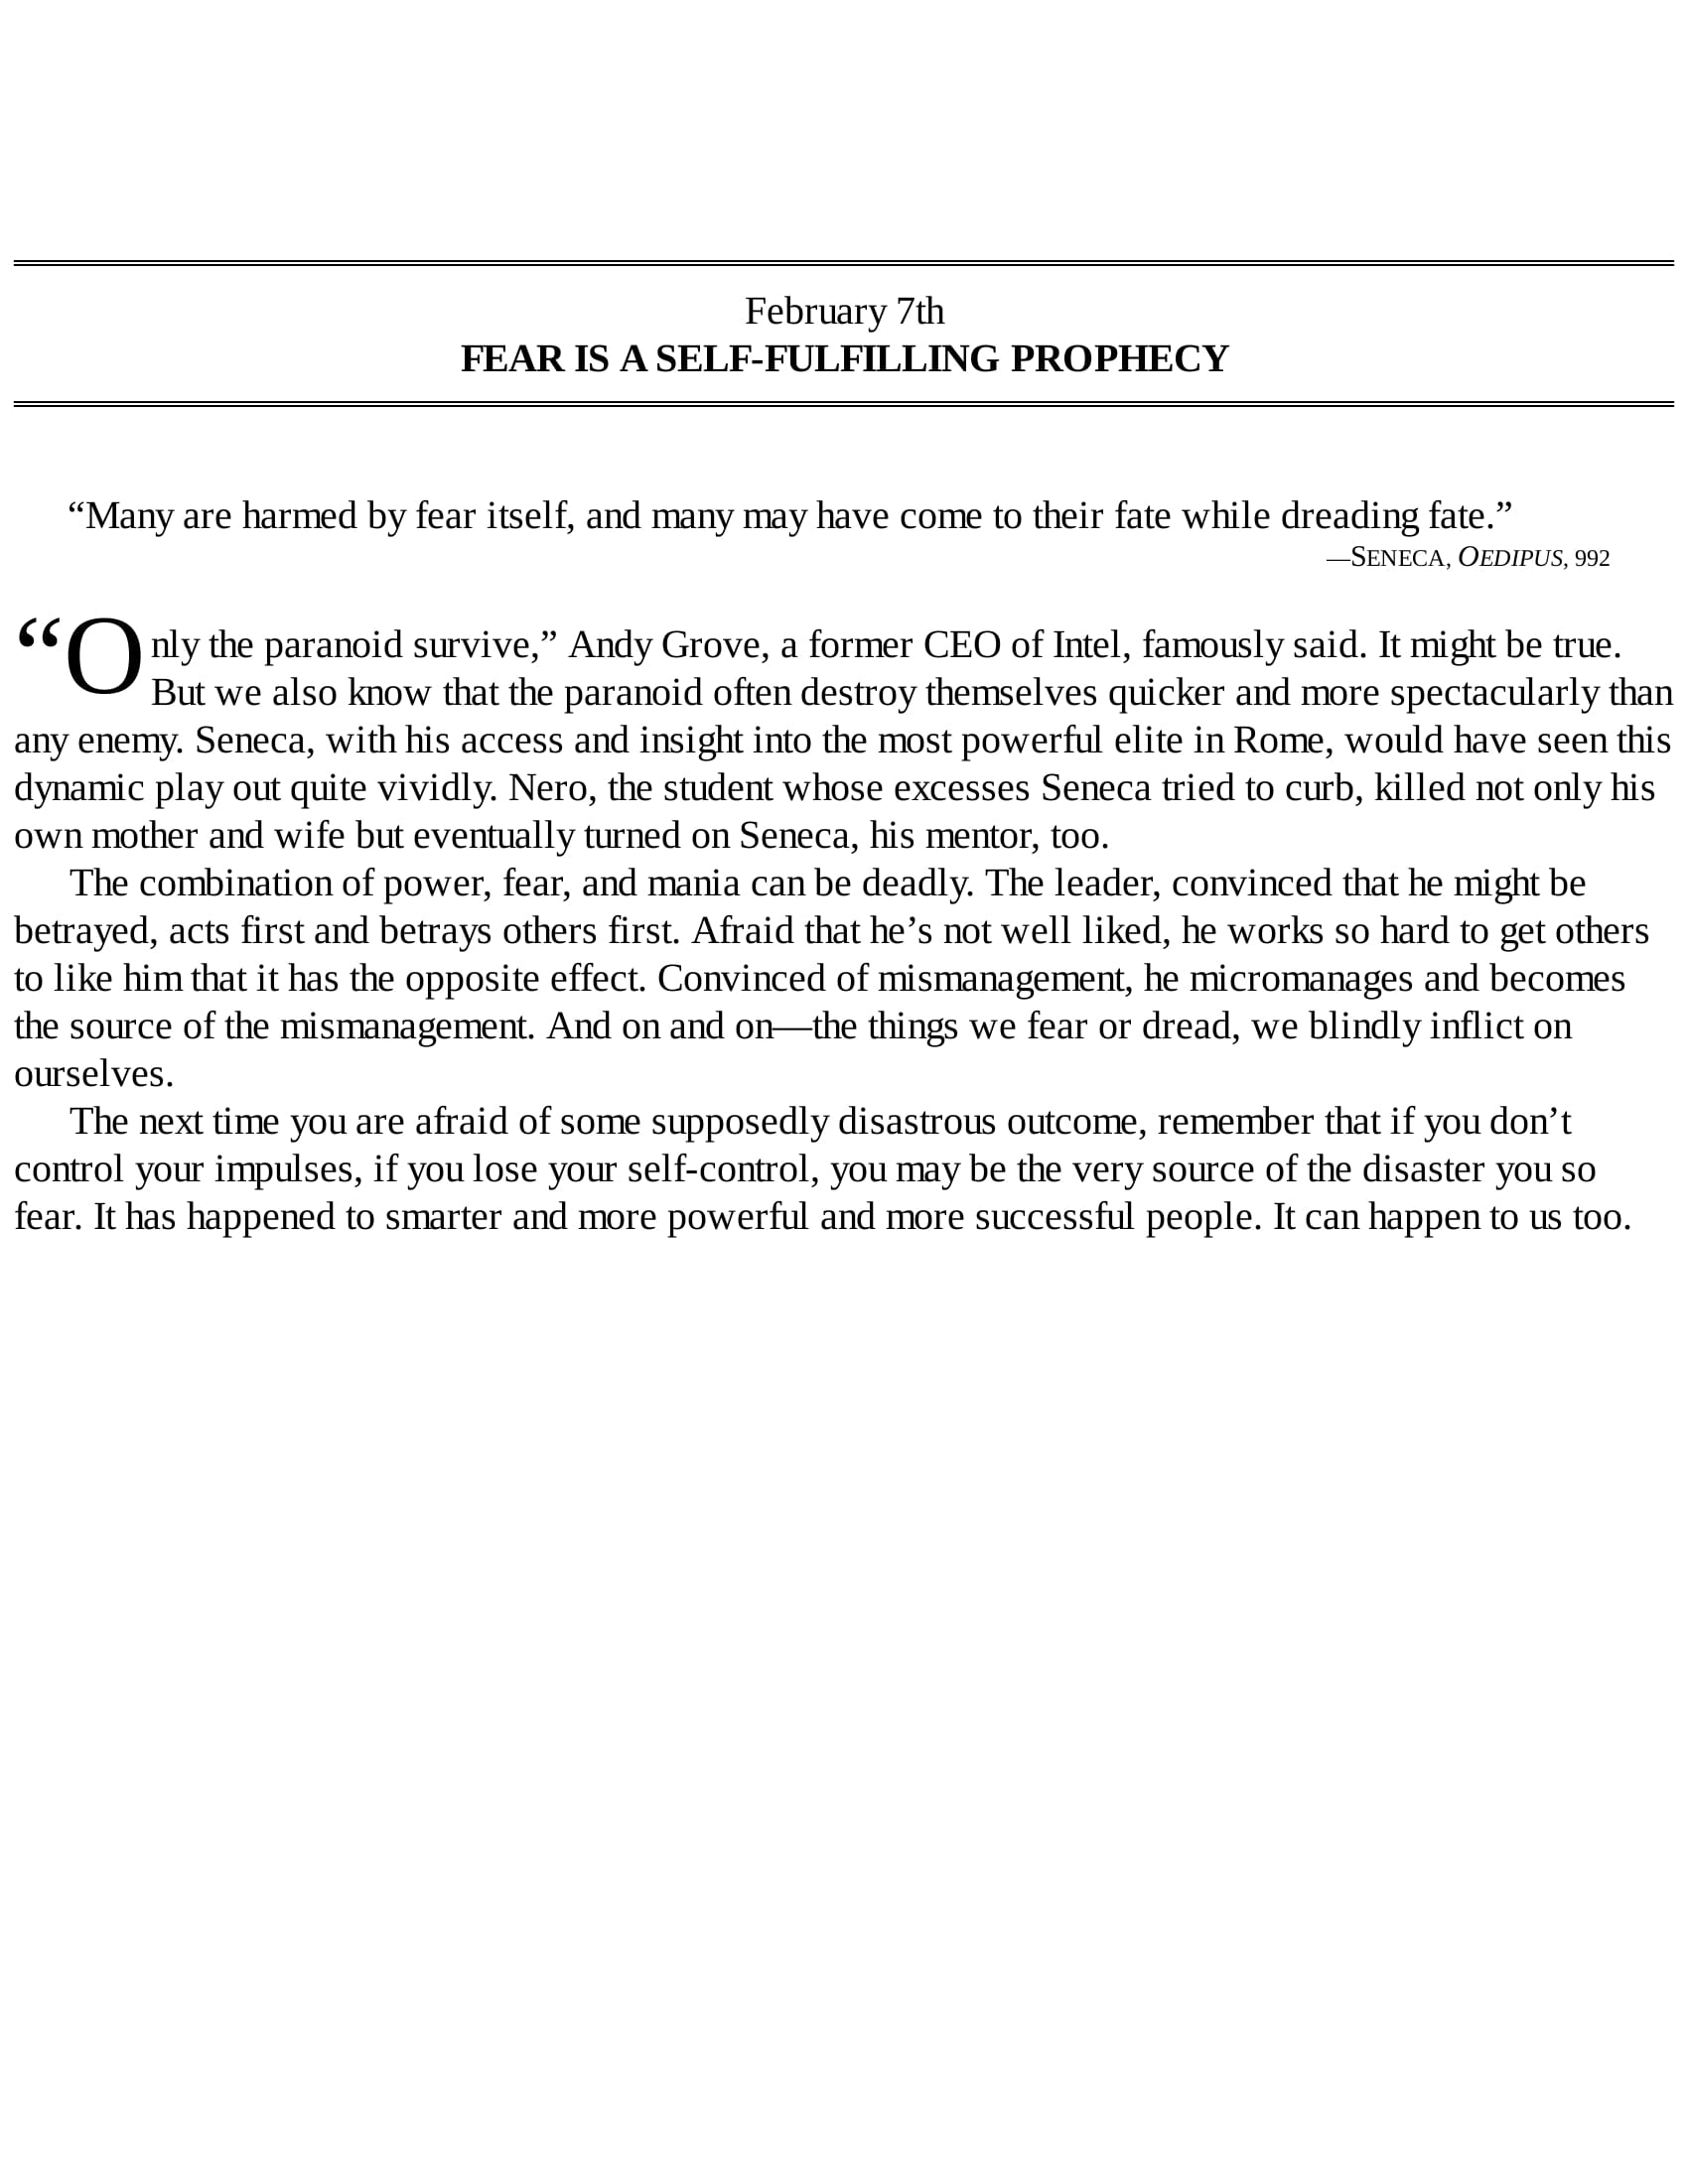 February 7th
FEAR IS A SELF-FULFILLING PROPHECY
“Many are harmed by fear itself, and many may have come to their fate while dreading fate.”
—SENECA, OEDIPUS, 992
“Only the paranoid survive,” Andy Grove, a former CEO of Intel, famously said. It might be true.
But we also know that the paranoid often destroy themselves quicker and more spectacularly than
any enemy. Seneca, with his access and insight into the most powerful elite in Rome, would have seen this
dynamic play out quite vividly. Nero, the student whose excesses Seneca tried to curb, killed not only his
own mother and wife but eventually turned on Seneca, his mentor, too.
The combination of power, fear, and mania can be deadly. The leader, convinced that he might be
betrayed, acts first and betrays others first. Afraid that he’s not well liked, he works so hard to get others
to like him that it has the opposite effect. Convinced of mismanagement, he micromanages and becomes
the source of the mismanagement. And on and on—the things we fear or dread, we blindly inflict on
ourselves.
The next time you are afraid of some supposedly disastrous outcome, remember that if you don’t
control your impulses, if you lose your self-control, you may be the very source of the disaster you so
fear. It has happened to smarter and more powerful and more successful people. It can happen to us too.